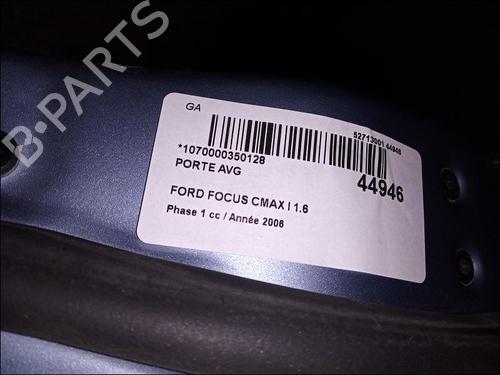 B-PARTS
GA
52713001 44946
*1070000350128
PORTE AVG
44946
FORD FOCUS CMAX I 1.6
Phase 1 cc / Année 2006